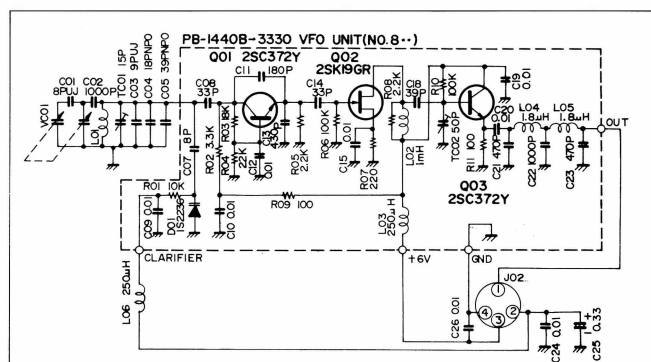 PB-1440B-3330 VFO UNIT(NO.8··)
Q01 2SC372Y
Q02 2SK19GR
C01 8PUJ
C02 1000P
VC01
L01
TC01 15P
CC03 9PUJ
C04 18PNPO
C05 39PNPO
C08 33P
C11 180P
C14 33P
R08 2.2K
C18 39P
R10 100K
C19 0.01
C07 8P
R02 3.3K
R03 18K
R04 22K
C12 .01
C13 430P
R05 2.2K
R06 100K
C15 0.01
R07 220
L02 1mH
TC02 50P
R11 100
C20 0.01
C21 470P
L04 1.8μH
L05 1.8μH
OUT
C22 1000P
C23 470P
Q03 2SC372Y
R01 10K
C09 0.01
D01 1S2236
C10 0.01
R09 100
L03 250μH
CLARIFIER
+6V
GND
L06 250μH
J02
1
4
3
2
C26 0.01
C24 0.01
C25 0.33
+